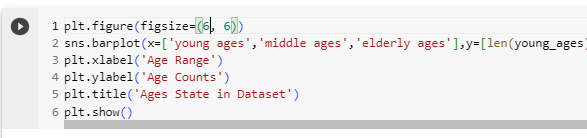 1 plt.figure(figsize=(6, 6))
2 sns.barplot(x=['young ages','middle ages','elderly ages'],y=[len(young_ages)
3 plt.xlabel('Age Range')
4 plt.ylabel('Age Counts')
5 plt.title('Ages State in Dataset')
6 plt.show()